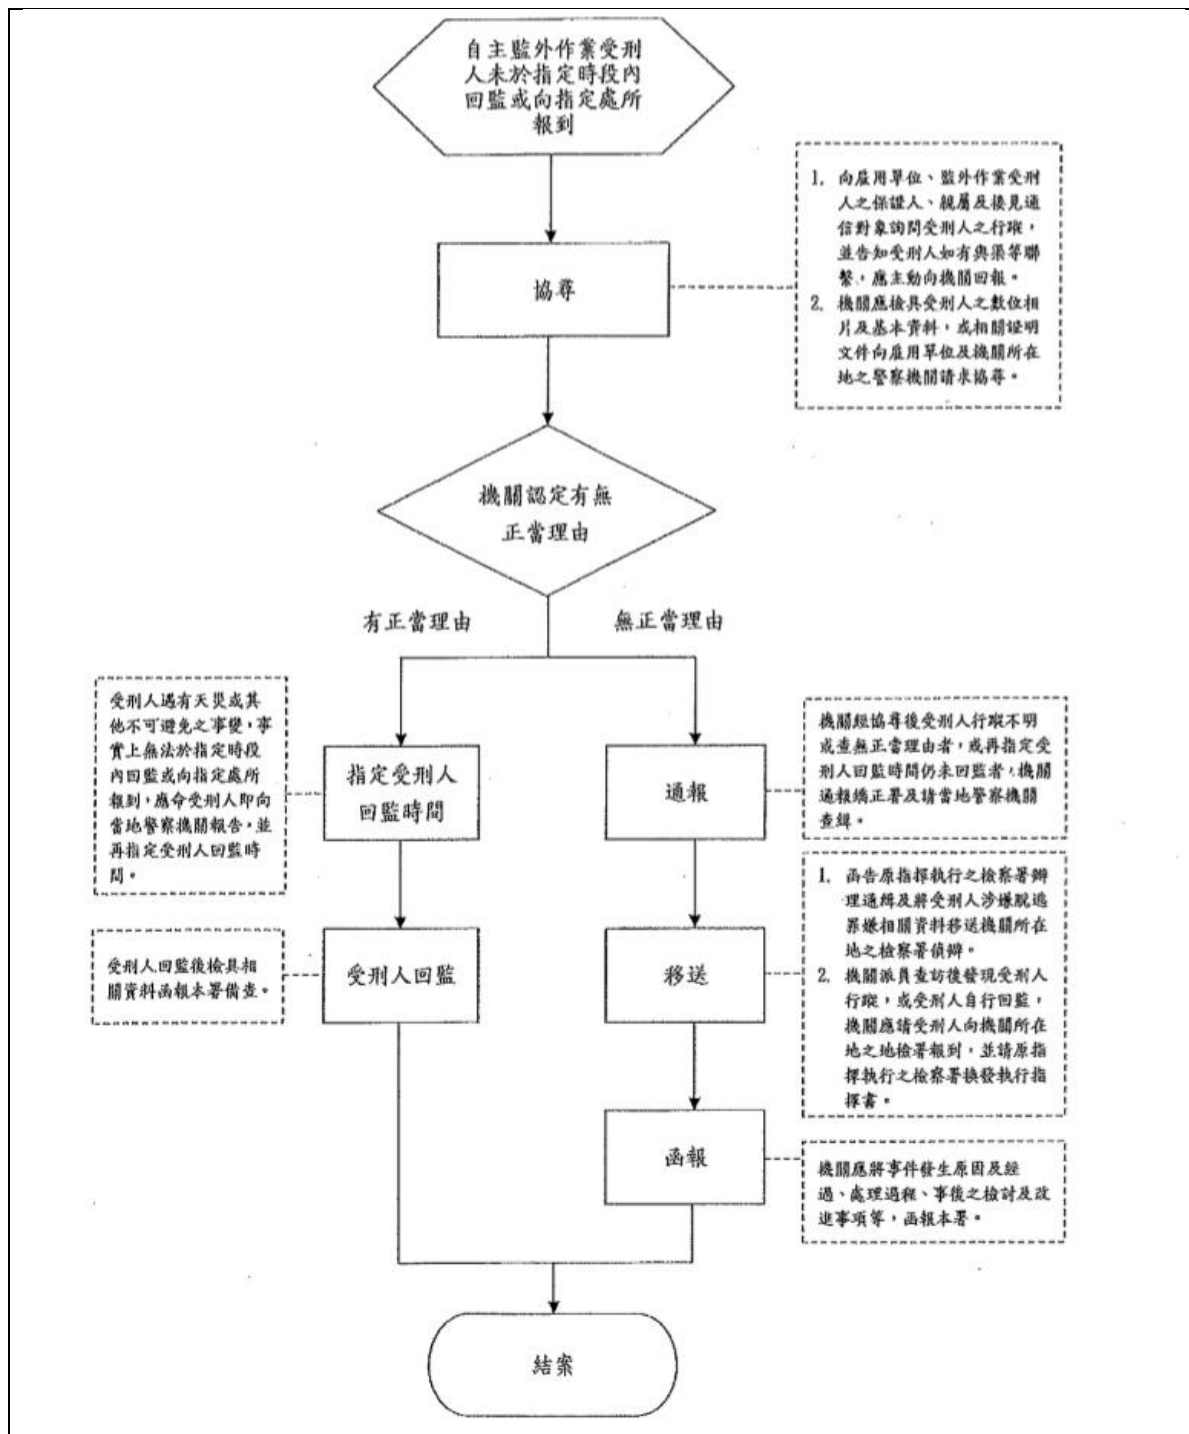 自主監外作業受刑
人未於指定時段內
回監或向指定處所
報到
協尋
1. 向雇用單位、監外作業受刑
人之保證人、親屬及接見通
信對象詢問受刑人之行蹤，
並告知受刑人如有與渠等聯
繫，應主動向機關回報。
2. 機關應檢具受刑人之數位相
片及基本資料，或相關證明
文件向雇用單位及機關所在
地之警察機關請求協尋。
機關認定有無
正當理由
有正當理由
無正當理由
受刑人遇有天災或其
他不可避免之事變，事
實上無法於指定時段
內回監或向指定處所
報到，應命受刑人即向
當地警察機關報告，並
再指定受刑人回監時
間。
指定受刑人
回監時間
通報
機關經協尋後受刑人行蹤不明
或查無正當理由者，或再指定受
刑人回監時間仍未回監者，機關
通報矯正署及請當地警察機關
查緝。
受刑人回監後檢具相
關資料函報本署備查。
受刑人回監
移送
1. 函告原指揮執行之檢察署辦
理通緝及將受刑人涉嫌脫逃
罪嫌相關資料移送機關所在
地之檢察署偵辦。
2. 機關派員查訪後發現受刑人
行蹤，或受刑人自行回監，
機關應請受刑人向機關所在
地之地檢署報到，並請原指
揮執行之檢察署換發執行指
揮書。
函報
機關應將事件發生原因及經
過、處理過程、事後之檢討及改
進事項等，函報本署。
結案